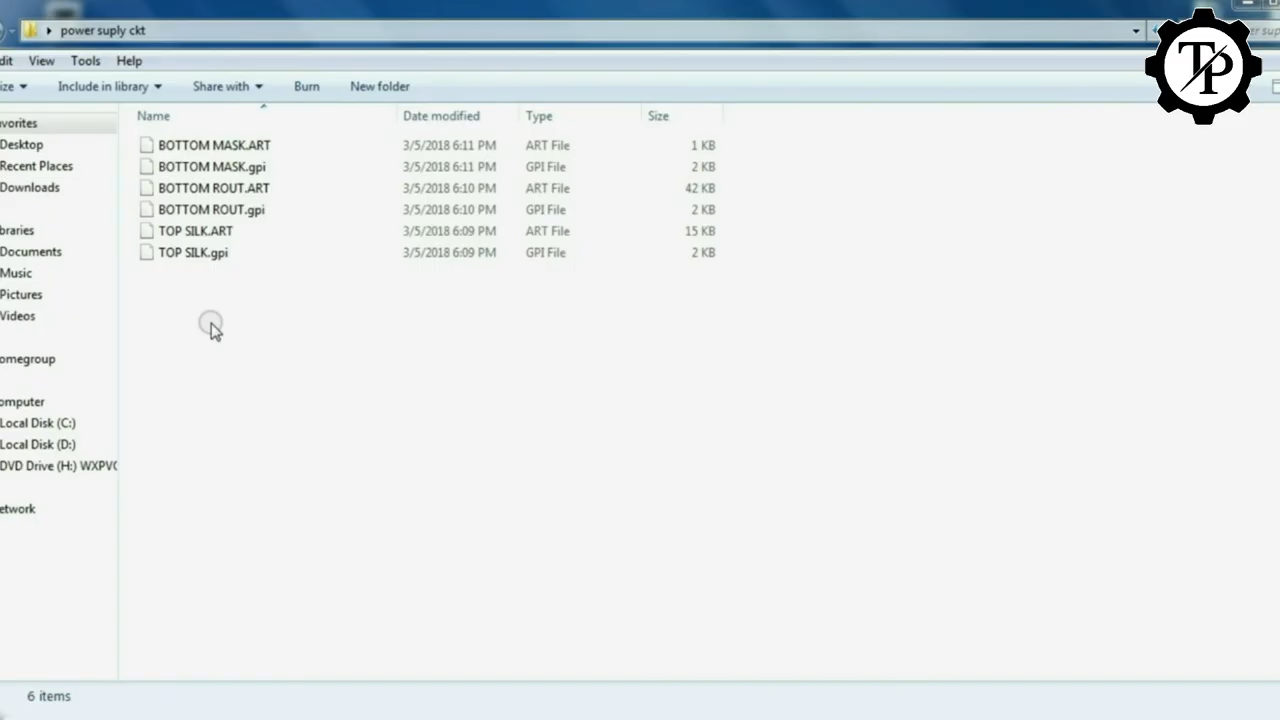 power suply ckt
dit View Tools Help
ize Include in library Share with Burn New folder
TP
Name Date modified Type Size
BOTTOM MASK.ART 3/5/2018 6:11 PM ART File 1 KB
BOTTOM MASK.gpi 3/5/2018 6:11 PM GPI File 2 KB
BOTTOM ROUT.ART 3/5/2018 6:10 PM ART File 42 KB
BOTTOM ROUT.gpi 3/5/2018 6:10 PM GPI File 2 KB
TOP SILK.ART 3/5/2018 6:09 PM ART File 15 KB
TOP SILK.gpi 3/5/2018 6:09 PM GPI File 2 KB
vorites
Desktop
Recent Places
Downloads
braries
Documents
Music
Pictures
Videos
omegroup
omputer
Local Disk (C:)
Local Disk (D:)
DVD Drive (H:) WXPV
etwork
6 items